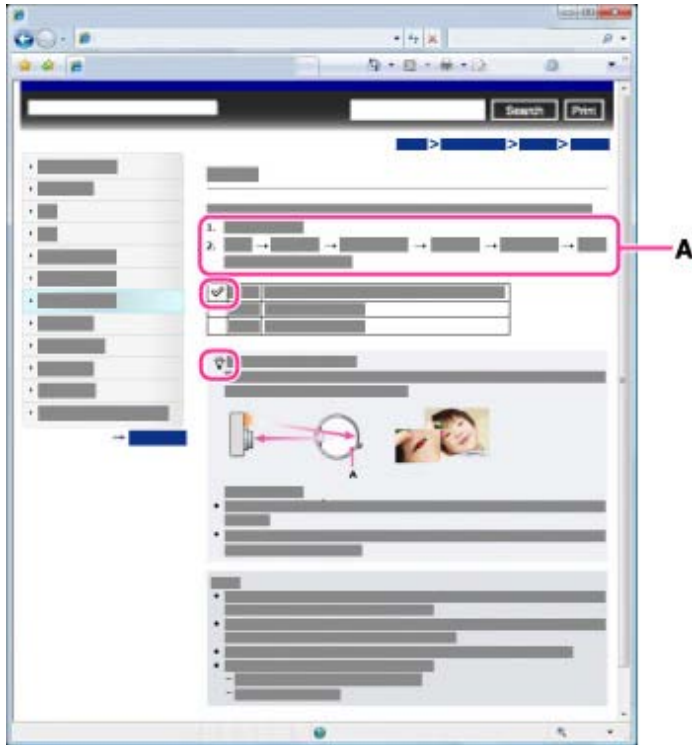 Search Print
> > >
1.
2. → → → → →
A
A
→